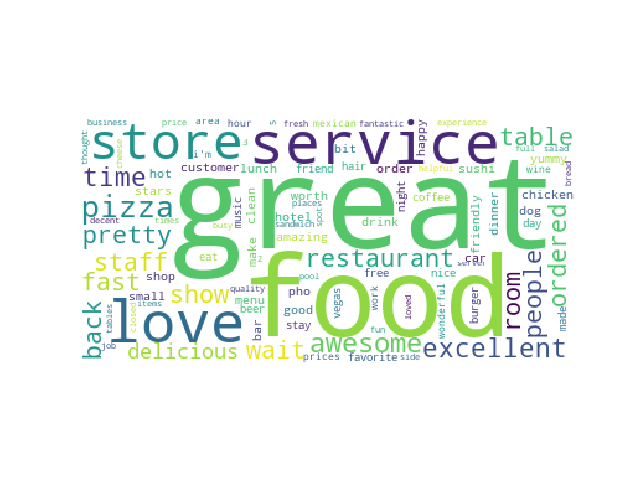 business
price
area
hour
s
fresh
mexican
fantastic
experience
store
service
table
thought
cheese
i'm
3
bit
happy
helpful
full
salad
yummy
bread
time
hot
customer
lunch
friend
hair
order
sushi
wine
stars
great
worth
night
coffee
chicken
pizza
shop
music
clean
places
spot
drink
friendly
dinner
dog
day
decent
times
busy
hotel
sandwich
amazing
pretty
eat
make
2
restaurant
car
ordered
staff
food
pool
free
nice
server
people
fast
show
quality
pho
vegas
work
loved
wonderful
burger
room
made
small
items
menu
beer
good
back
tables
closed
love
bar
stay
fun
awesome
excellent
job
delicious
wait
prices
favorite
side